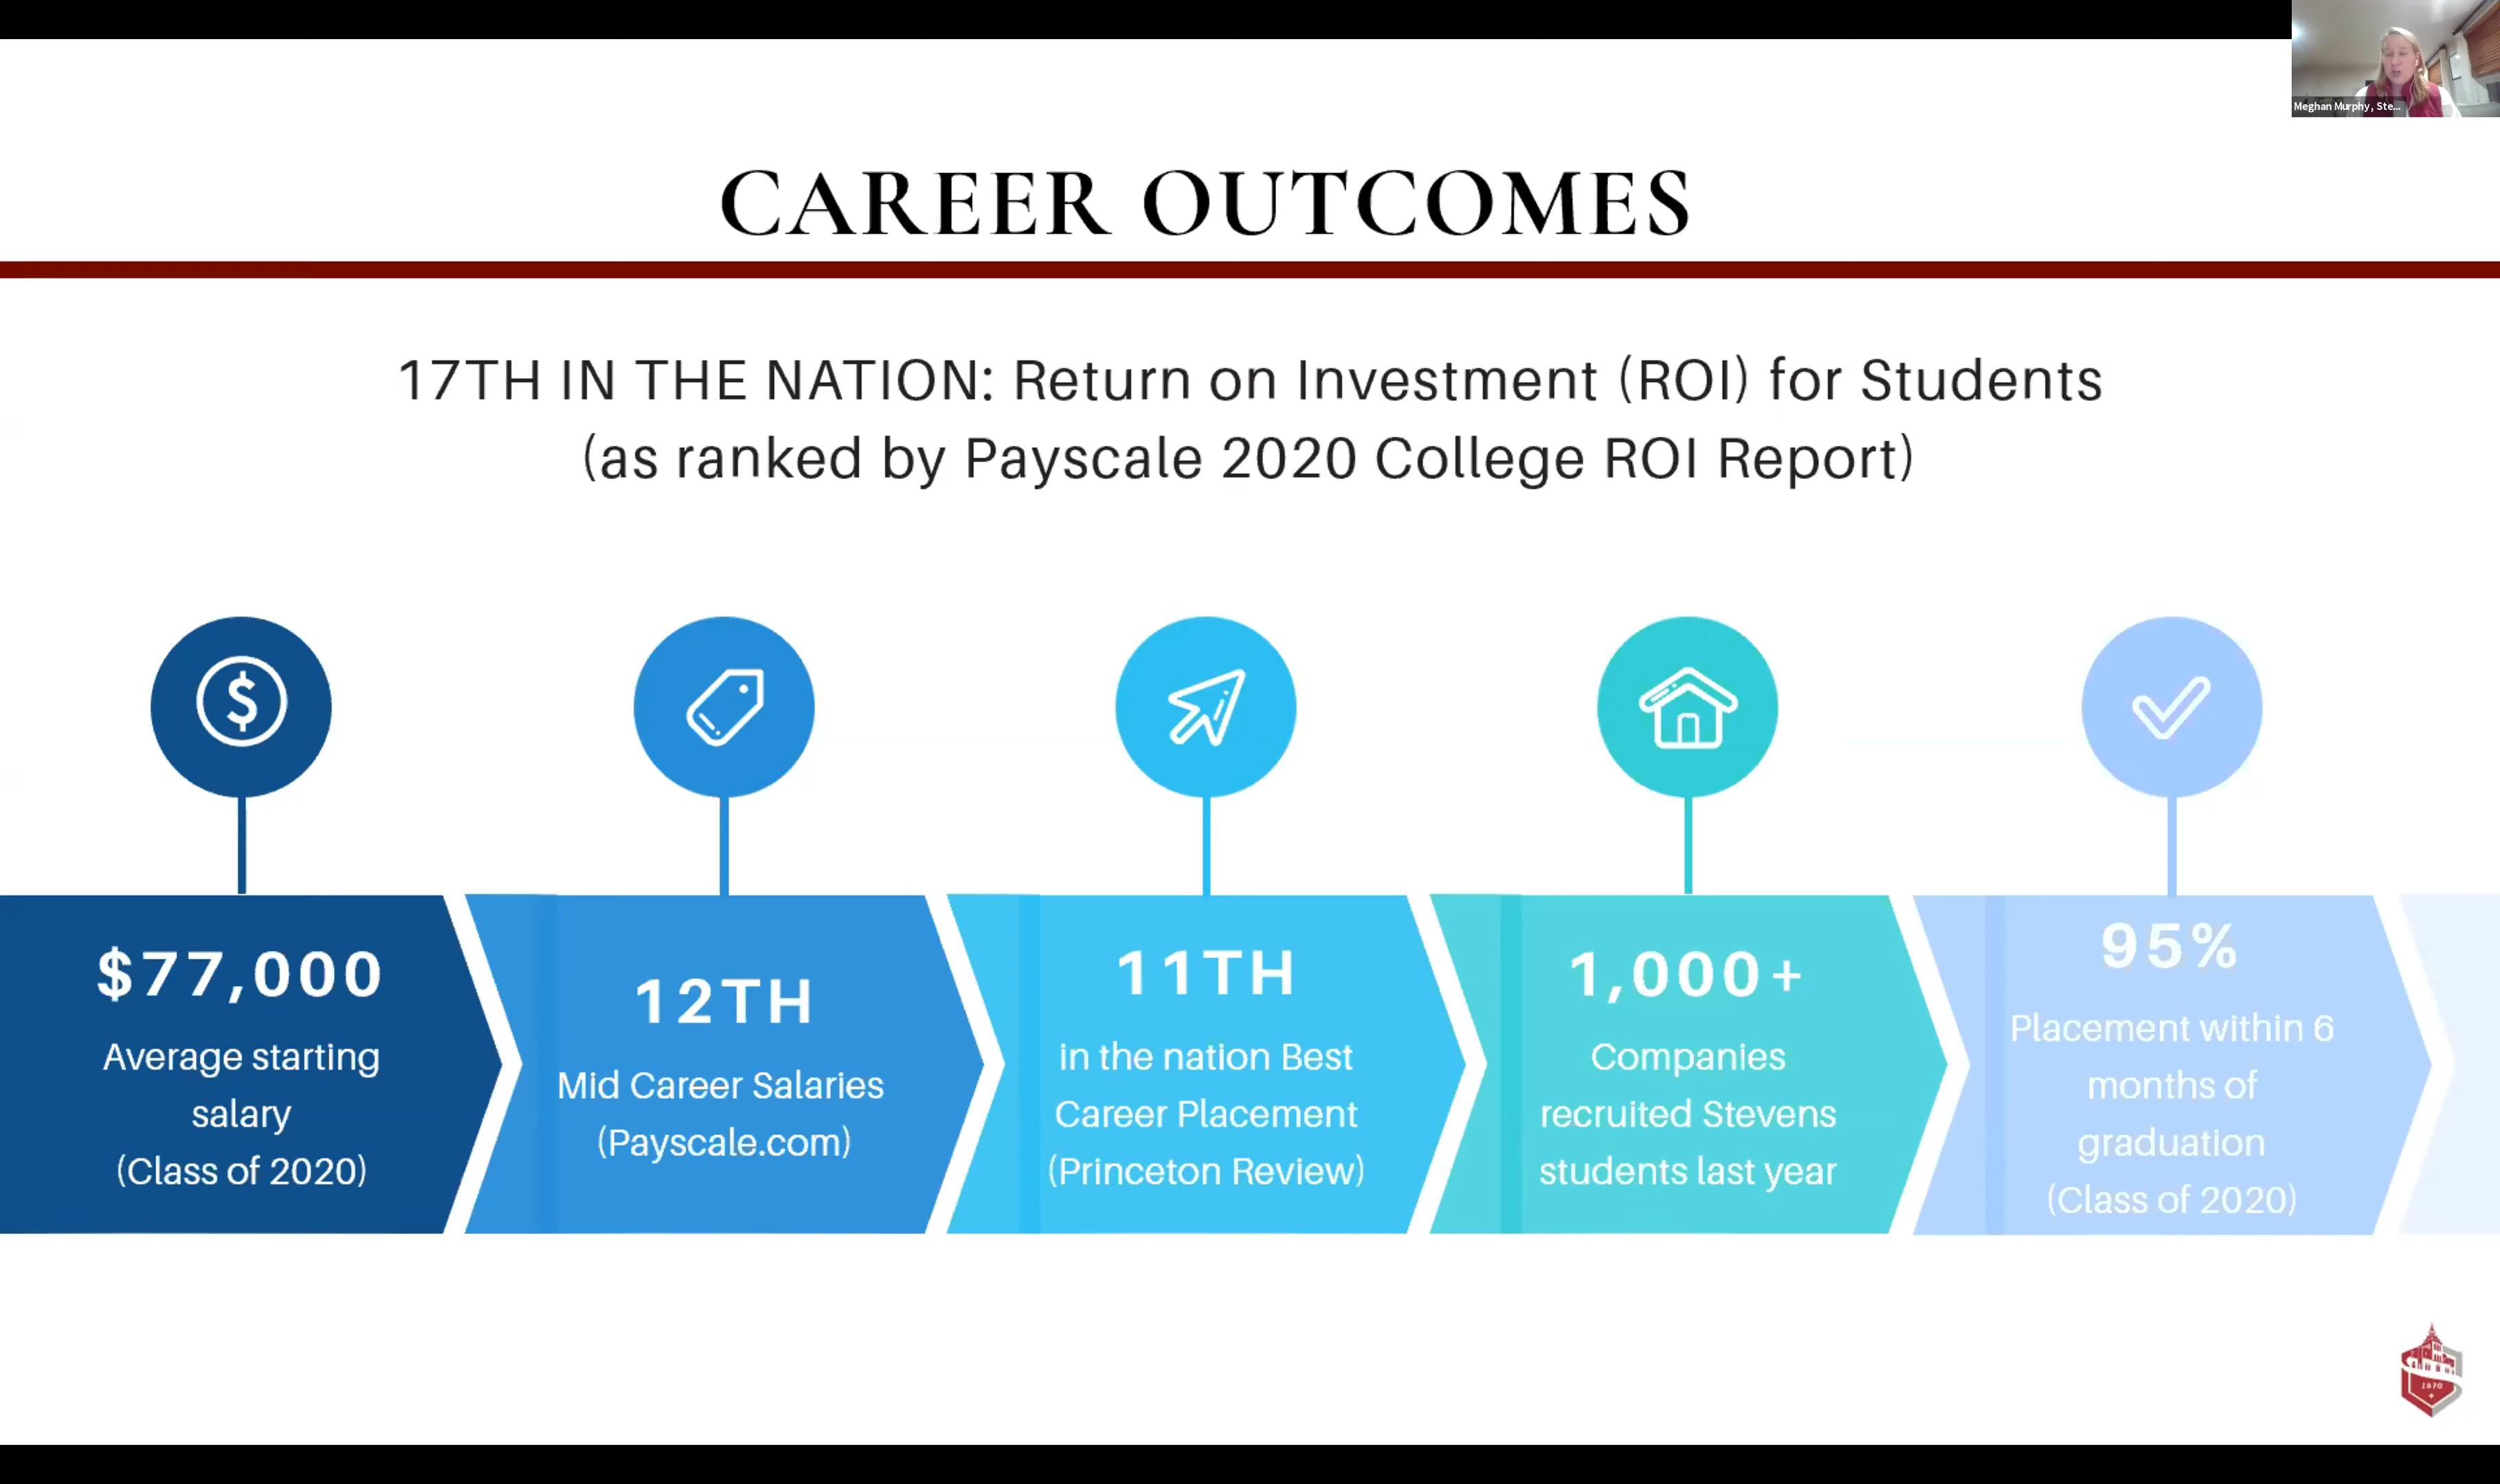 Meghan Murphy, Ste...
CAREER OUTCOMES
17TH IN THE NATION: Return on Investment (ROI) for Students
(as ranked by Payscale 2020 College ROI Report)
$
$77,000
Average starting
salary
(Class of 2020)
12TH
Mid Career Salaries
(Payscale.com)
11TH
in the nation Best
Career Placement
(Princeton Review)
1,000+
Companies
recruited Stevens
students last year
95%
Placement within 6
months of
graduation
(Class of 2020)
1870